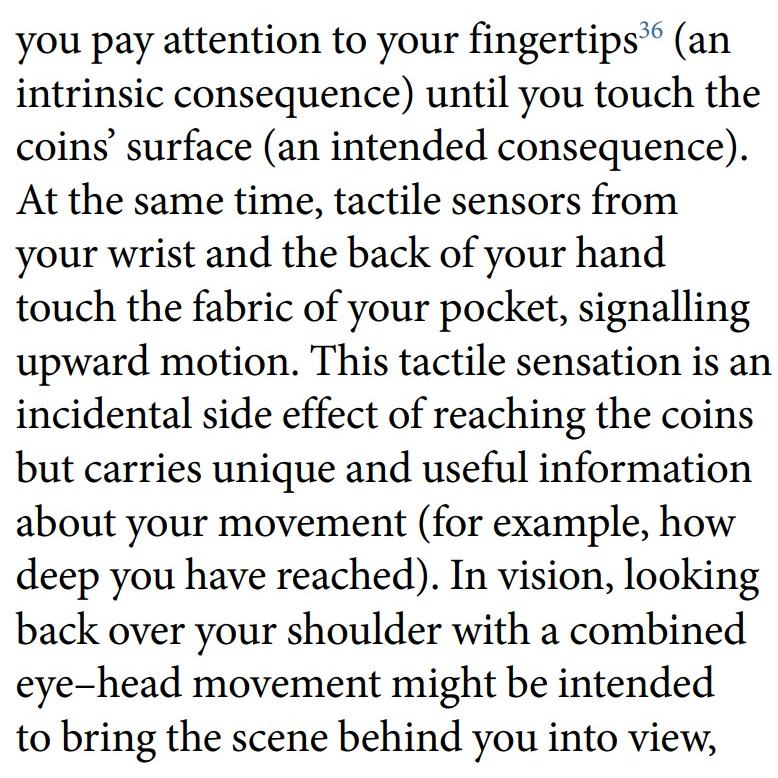 you pay attention to your fingertips36 (an
intrinsic consequence) until you touch the
coins’ surface (an intended consequence).
At the same time, tactile sensors from
your wrist and the back of your hand
touch the fabric of your pocket, signalling
upward motion. This tactile sensation is an
incidental side effect of reaching the coins
but carries unique and useful information
about your movement (for example, how
deep you have reached). In vision, looking
back over your shoulder with a combined
eye–head movement might be intended
to bring the scene behind you into view,